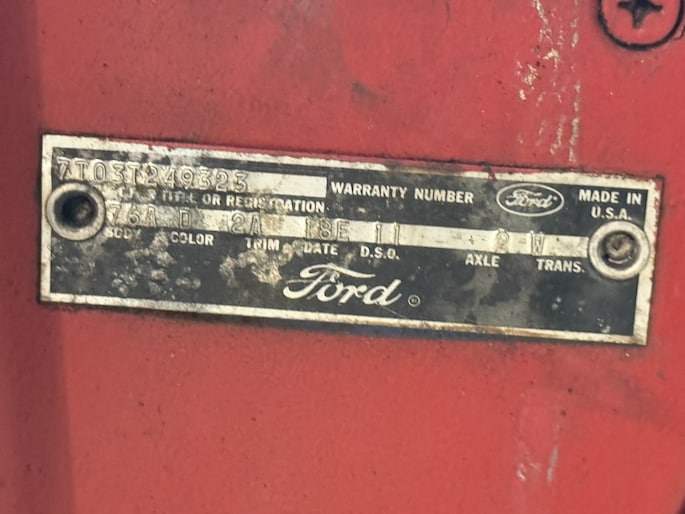 7T03T249323
WARRANTY NUMBER
Ford
MADE IN U.S.A.
TITLE OR REGISTRATION
76A D 2A 18E 11 2 W
BODY COLOR TRIM DATE D.S.O. AXLE TRANS.
Ford